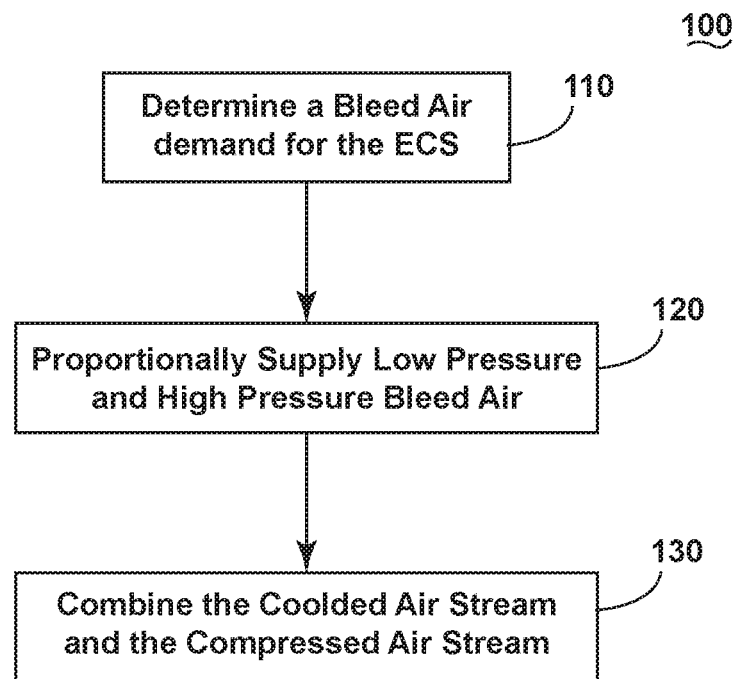 100
Determine a Bleed Air
demand for the ECS
110
120
Proportionally Supply Low Pressure
and High Pressure Bleed Air
130
Combine the Coolded Air Stream
and the Compressed Air Stream